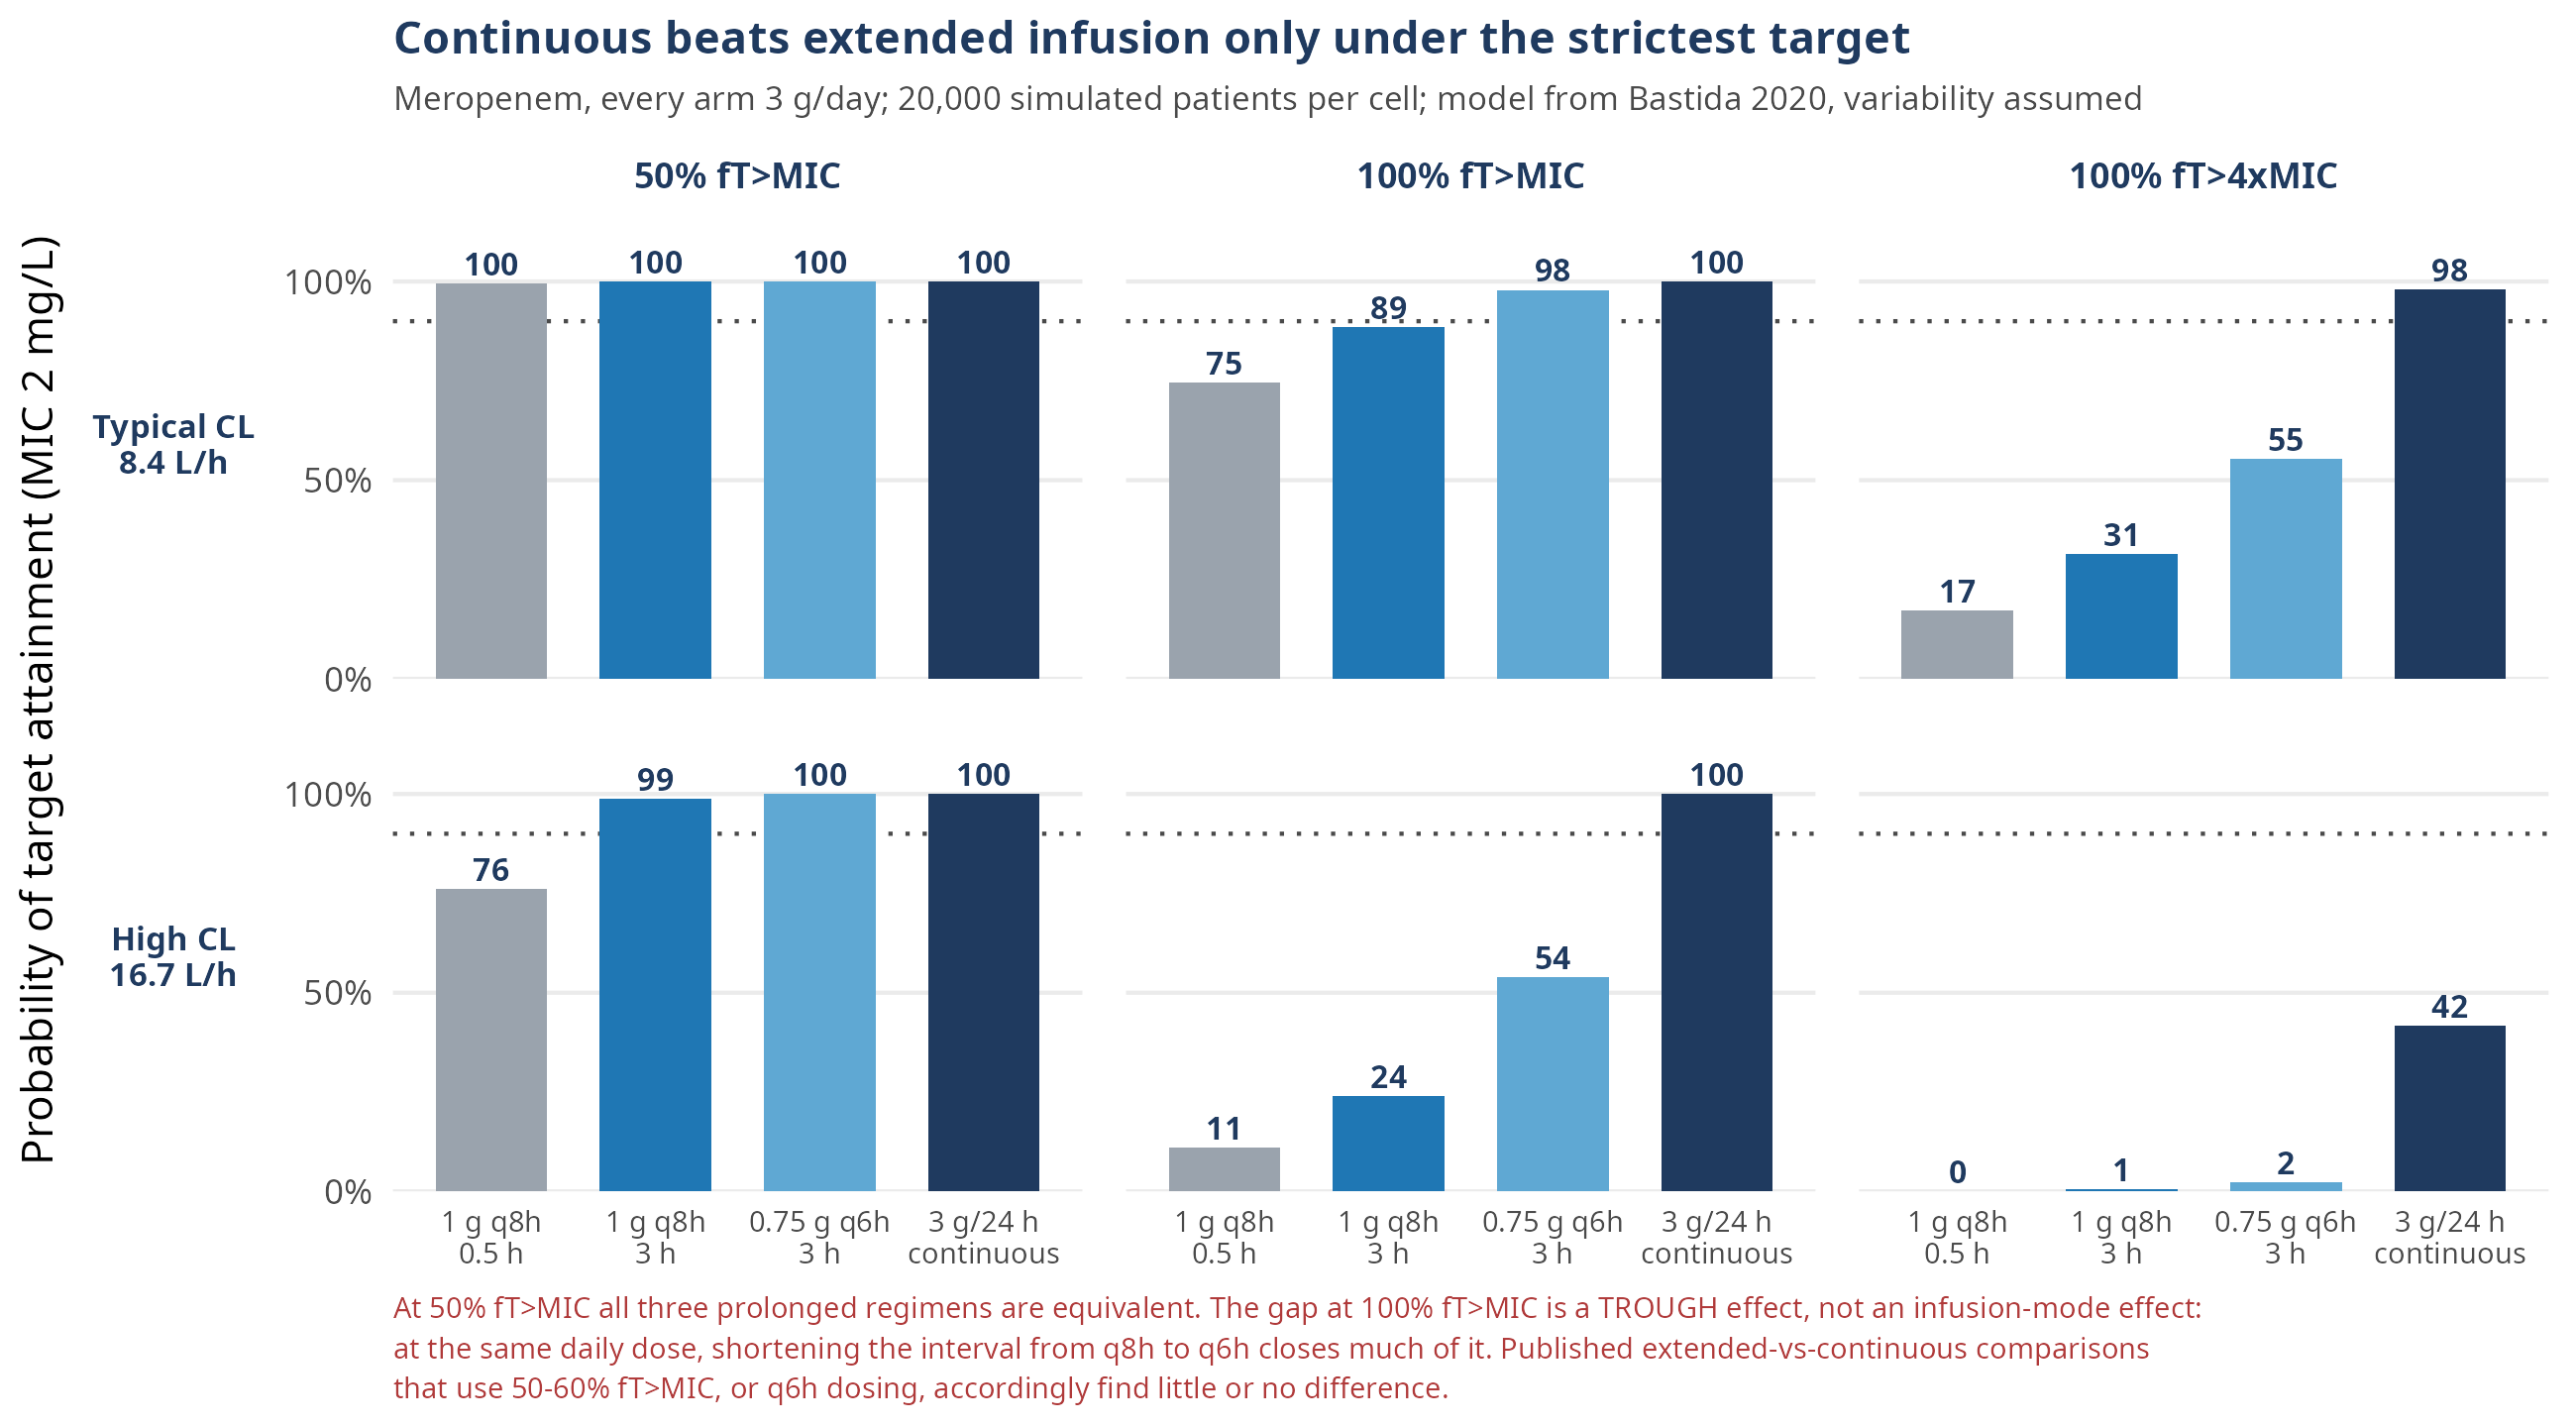 Continuous beats extended infusion only under the strictest target
Meropenem, every arm 3 g/day; 20,000 simulated patients per cell; model from Bastida 2020, variability assumed
50% fT>MIC
100% fT>MIC
100% fT>4xMIC
Probability of target attainment (MIC 2 mg/L)
Typical CL
8.4 L/h
100%
50%
0%
100
100
100
100
75
89
98
100
17
31
55
98
High CL
16.7 L/h
100%
50%
0%
76
99
100
100
11
24
54
100
0
1
2
42
1 g q8h
0.5 h
1 g q8h
3 h
0.75 g q6h
3 h
3 g/24 h
continuous
1 g q8h
0.5 h
1 g q8h
3 h
0.75 g q6h
3 h
3 g/24 h
continuous
1 g q8h
0.5 h
1 g q8h
3 h
0.75 g q6h
3 h
3 g/24 h
continuous
At 50% fT>MIC all three prolonged regimens are equivalent. The gap at 100% fT>MIC is a TROUGH effect, not an infusion-mode effect:
at the same daily dose, shortening the interval from q8h to q6h closes much of it. Published extended-vs-continuous comparisons
that use 50-60% fT>MIC, or q6h dosing, accordingly find little or no difference.